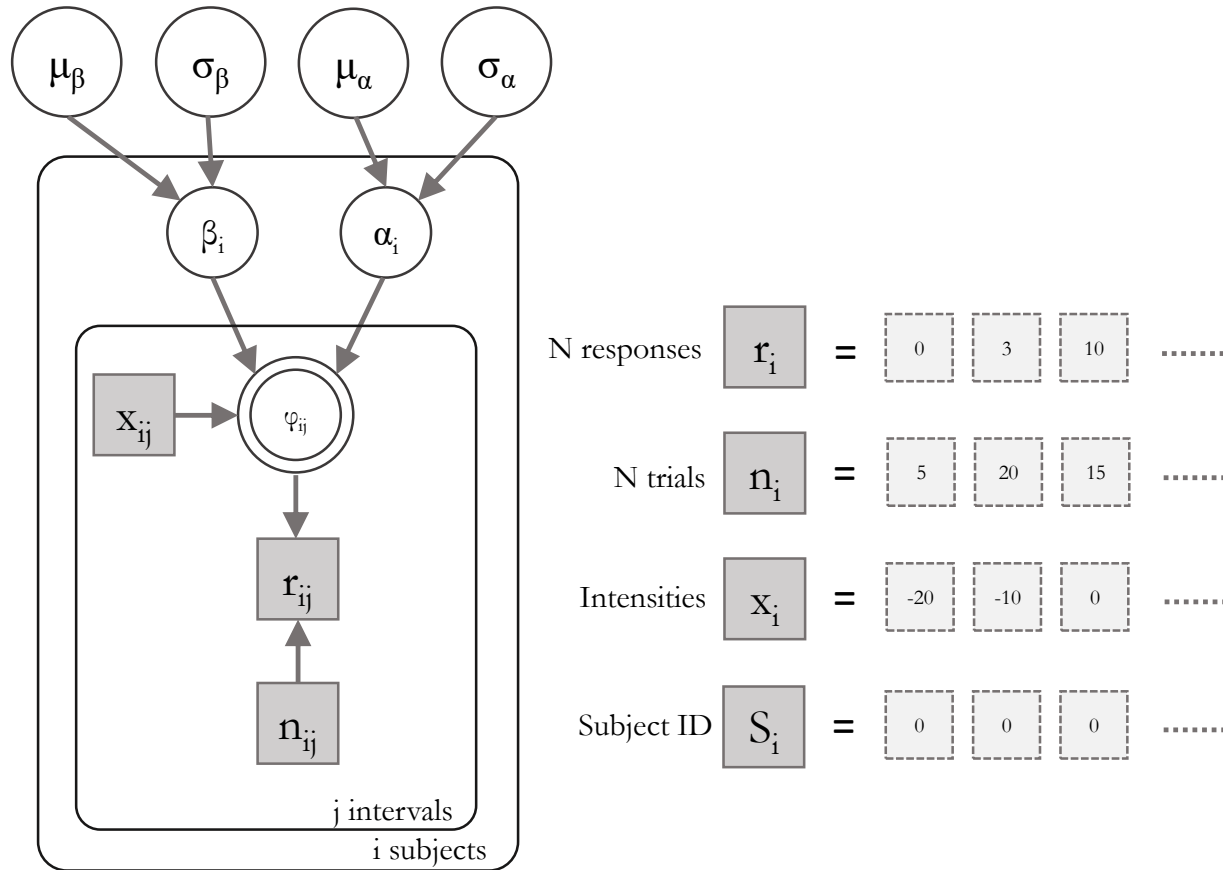 μβ σβ μα σα
βi αi
xij φij
rij
nij
j intervals
i subjects
N responses ri = 0 3 10 ........
N trials ni = 5 20 15 ........
Intensities xi = -20 -10 0 ........
Subject ID Si = 0 0 0 ........